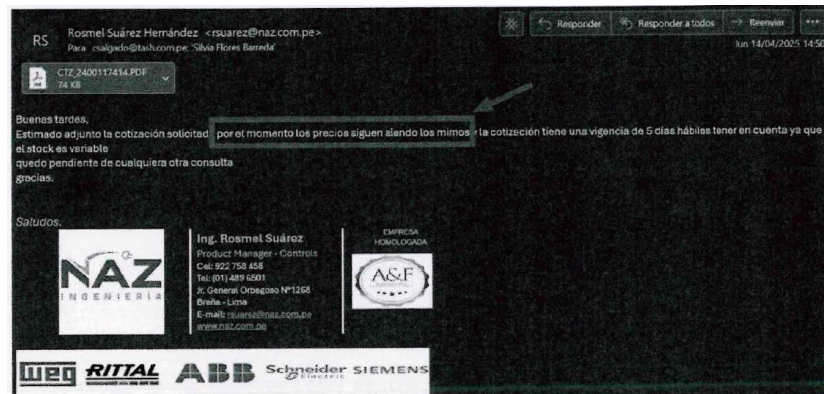 RS
Rosmel Suárez Hernández <rsuarez@naz.com.pe>
Para csalgado@tash.com.pe; 'Silvia Flores Barreda'
Responder
Responder a todos
Reenviar
lun 14/04/2025 14:50
CTZ_2400117414.PDF
74 KB
Buenas tardes,
Estimado adjunto la cotización solicitad por el momento los precios siguen siendo los mimos y la cotización tiene una vigencia de 5 días hábiles tener en cuenta ya que
el stock es variable
quedo pendiente de cualquiera otra consulta
gracias.
Saludos.
NAZ
INGENIERIA
Ing. Rosmel Suárez
Product Manager - Controls
Cel: 922 758 458
Tel: (01) 489 6501
Jr. General Orbegoso N°1268
Breña - Lima
E-mail: rsuarez@naz.com.pe
www.naz.com.pe
EMPRESA
HOMOLOGADA
A&F
WEG RITTAL ABB Schneider Electric SIEMENS